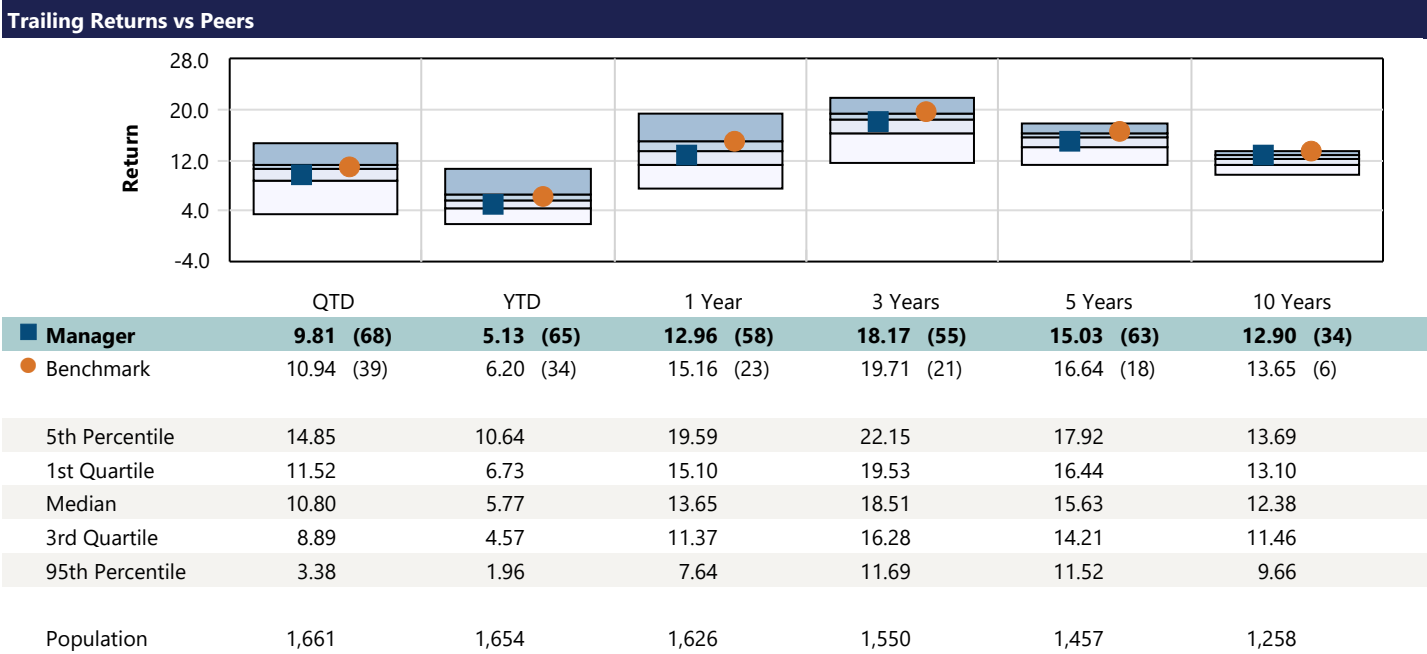 Trailing Returns vs Peers
28.0
20.0
12.0
4.0
-4.0
Return
QTD YTD 1 Year 3 Years 5 Years 10 Years
Manager 9.81 (68) 5.13 (65) 12.96 (58) 18.17 (55) 15.03 (63) 12.90 (34)
Benchmark 10.94 (39) 6.20 (34) 15.16 (23) 19.71 (21) 16.64 (18) 13.65 (6)
5th Percentile 14.85 10.64 19.59 22.15 17.92 13.69
1st Quartile 11.52 6.73 15.10 19.53 16.44 13.10
Median 10.80 5.77 13.65 18.51 15.63 12.38
3rd Quartile 8.89 4.57 11.37 16.28 14.21 11.46
95th Percentile 3.38 1.96 7.64 11.69 11.52 9.66
Population 1,661 1,654 1,626 1,550 1,457 1,258